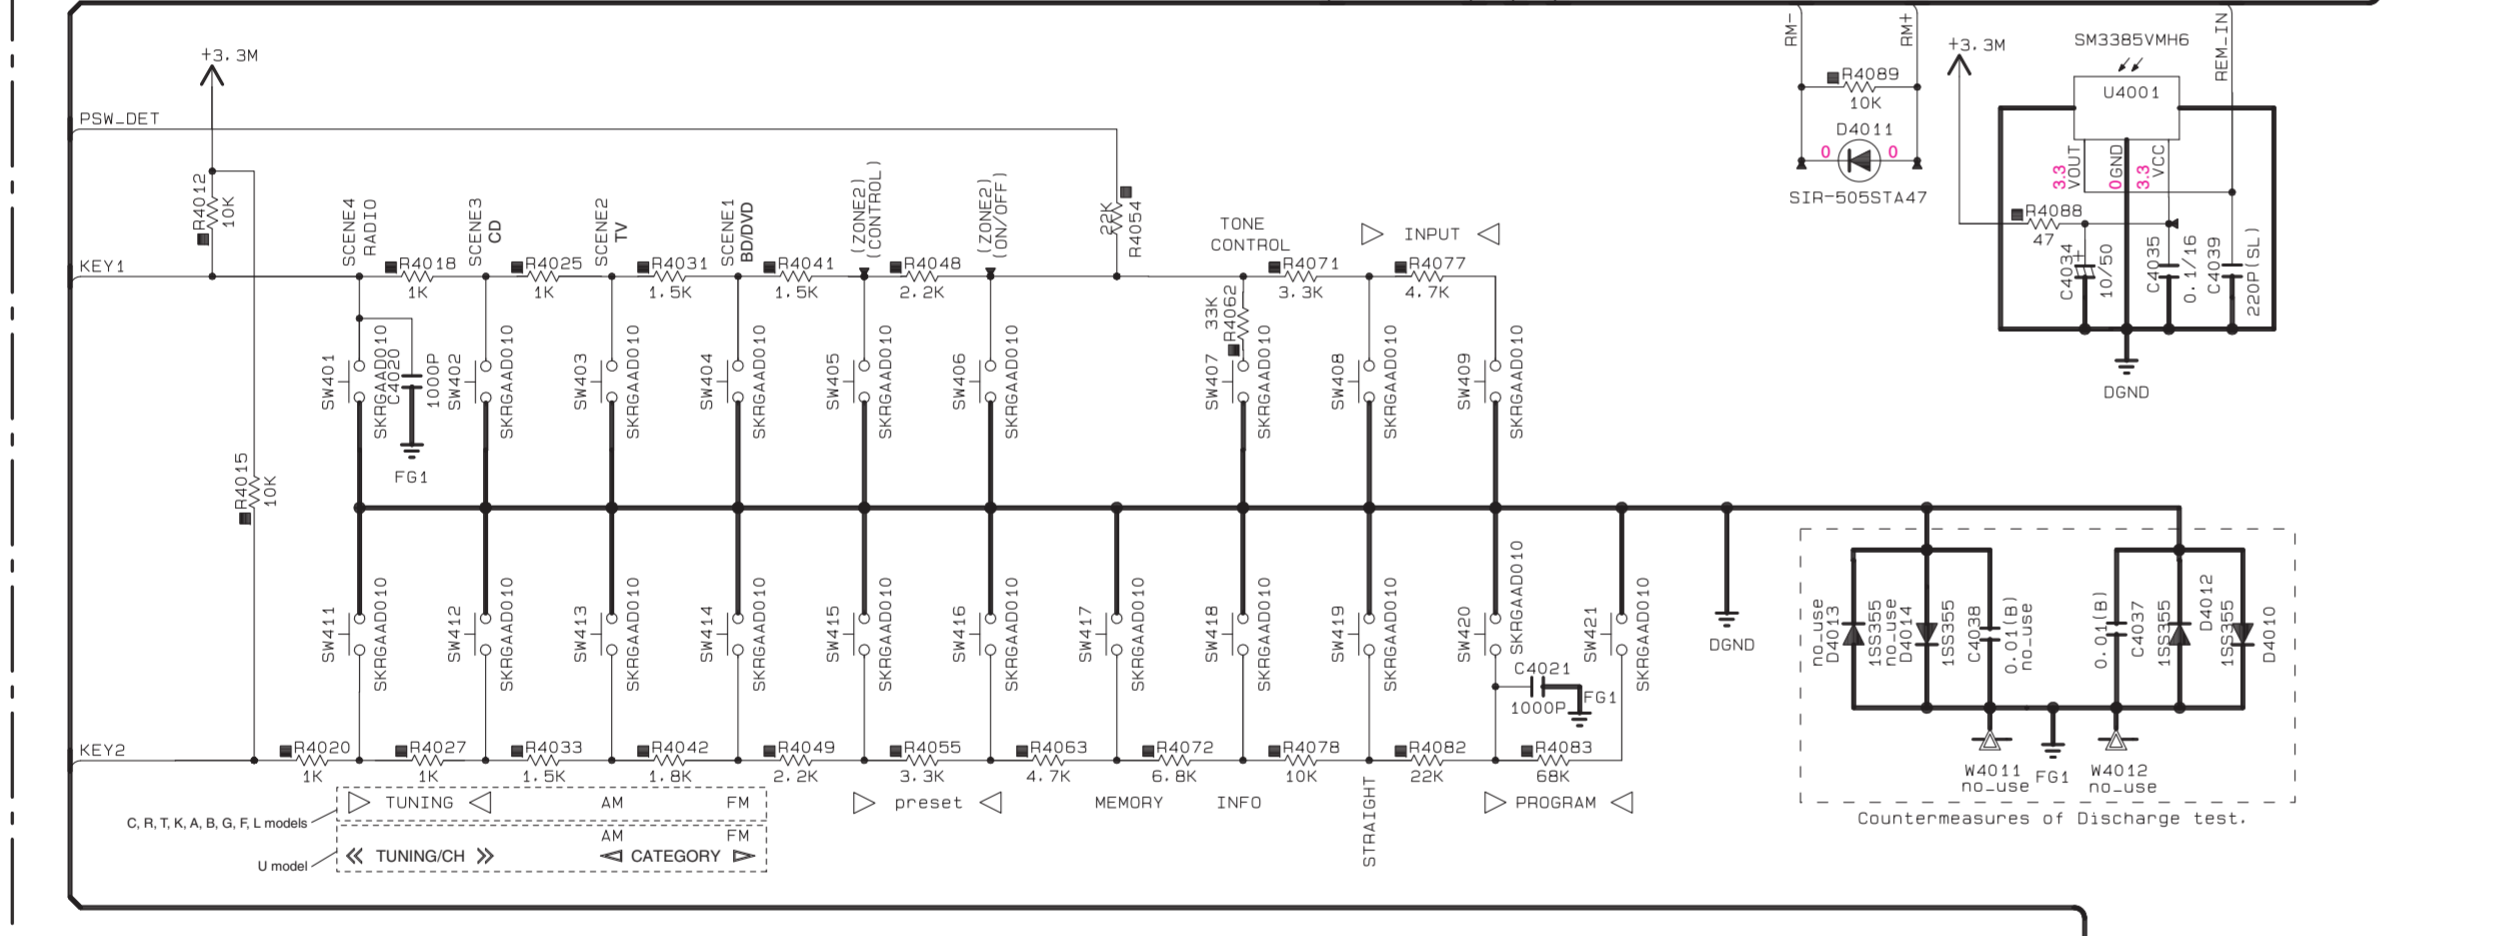 +3.3M
PSW_DET
R4012
10K
KEY1
SCENE4
RADIO
R4018
1K
SCENE3
CD
R4025
1K
SCENE2
TV
R4031
1.5K
SCENE1
BD/DVD
R4041
1.5K
(ZONE2)
(CONTROL)
R4048
2.2K
(ZONE2)
(ON/OFF)
22K
R4054
TONE
CONTROL
R4071
3.3K
INPUT
R4077
4.7K
33K
R4062
SW401
SKRGAAD010
C4020
1000P
FG1
SW402
SKRGAAD010
SW403
SKRGAAD010
SW404
SKRGAAD010
SW405
SKRGAAD010
SW406
SKRGAAD010
SW407
SKRGAAD010
SW408
SKRGAAD010
SW409
SKRGAAD010
R4015
10K
SW411
SKRGAAD010
SW412
SKRGAAD010
SW413
SKRGAAD010
SW414
SKRGAAD010
SW415
SKRGAAD010
SW416
SKRGAAD010
SW417
SKRGAAD010
SW418
SKRGAAD010
SW419
SKRGAAD010
SW420
SKRGAAD010
C4021
1000P
FG1
SW421
SKRGAAD010
KEY2
R4020
1K
R4027
1K
R4033
1.5K
R4042
1.8K
R4049
2.2K
R4055
3.3K
R4063
4.7K
R4072
6.8K
R4078
10K
R4082
22K
R4083
68K
TUNING AM FM
C, R, T, K, A, B, G, F, L models
AM FM
TUNING/CH CATEGORY
U model
preset
MEMORY
INFO
STRAIGHT
PROGRAM
DGND
RM-
RM+
R4089
10K
D4011
0 0
SIR-505STA47
+3.3M
SM3385VMH6
REM_IN
U4001
3.3
VOUT
0
GND
3.3
VCC
R4088
47
C4034
+
10/50
C4035
0.1/16
C4039
220P(SL)
DGND
no_use
D4013
1SS355
no_use
D4014
1SS355
C4038
0.01(B)
no_use
0.01(B)
C4037
1SS355
D4012
1SS355
D4010
W4011
no_use
FG1
W4012
no_use
Countermeasures of Discharge test.